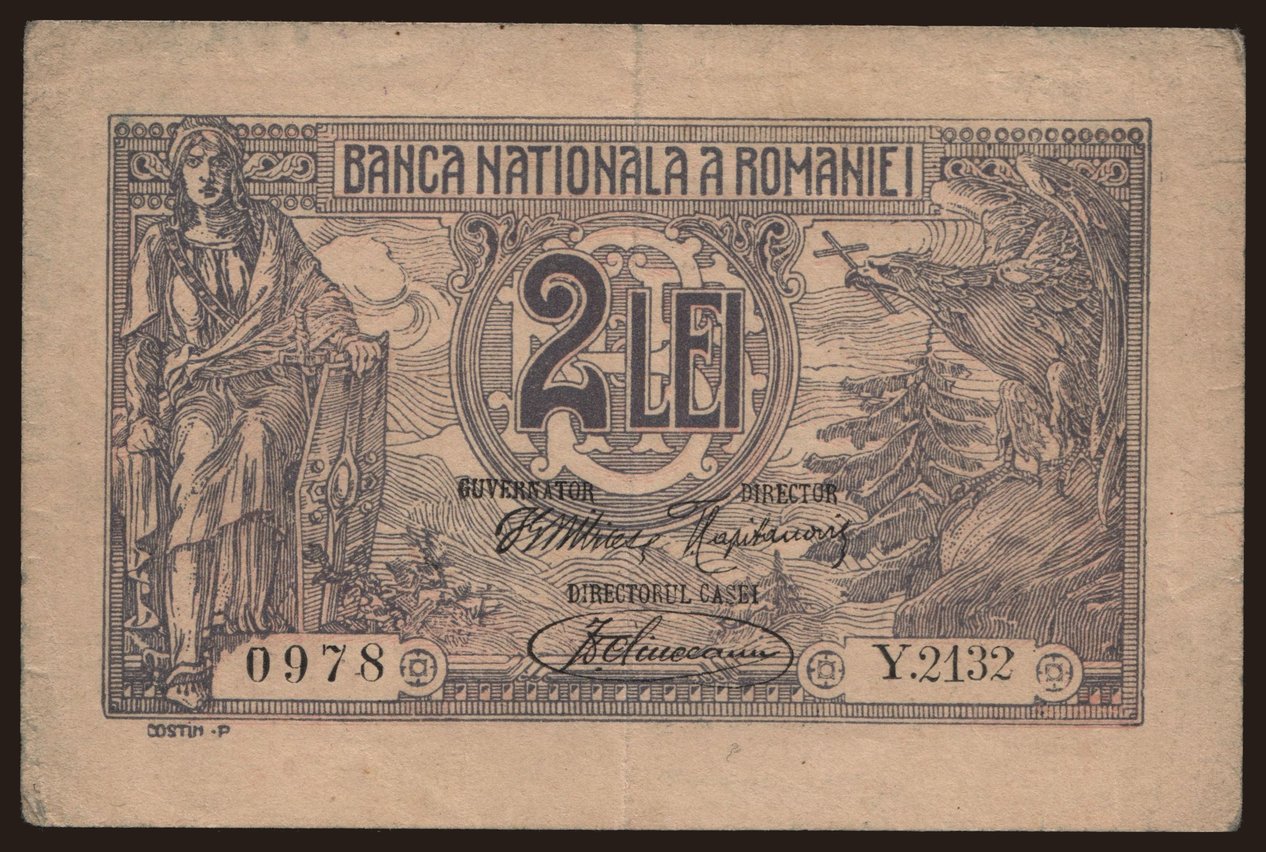 BANCA NATIONALA A ROMANIEI
2 LEI
GUVERNATOR DIRECTOR
DIRECTORUL CASEI
0978 Y.2132
COSTIN · P